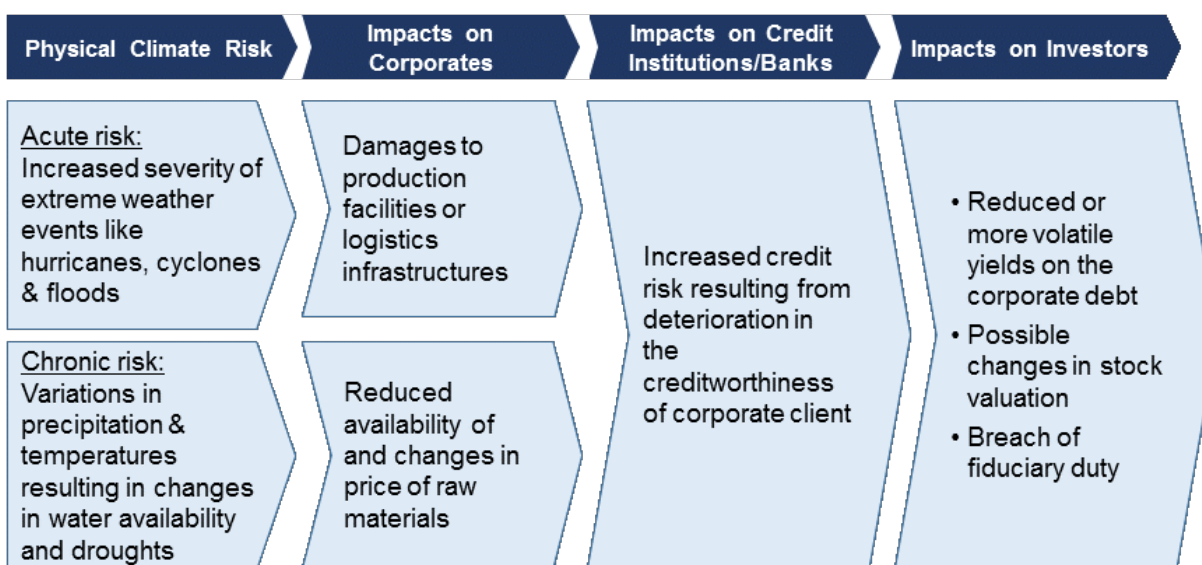 Physical Climate Risk
Impacts on
Corporates
Impacts on Credit
Institutions/Banks
Impacts on Investors
Acute risk:
Increased severity of
extreme weather
events like
hurricanes, cyclones
& floods
Damages to
production
facilities or
logistics
infrastructures
Chronic risk:
Variations in
precipitation &
temperatures
resulting in changes
in water availability
and droughts
Reduced
availability of
and changes in
price of raw
materials
Increased credit
risk resulting from
deterioration in
the
creditworthiness
of corporate client
• Reduced or
more volatile
yields on the
corporate debt
• Possible
changes in stock
valuation
• Breach of
fiduciary duty